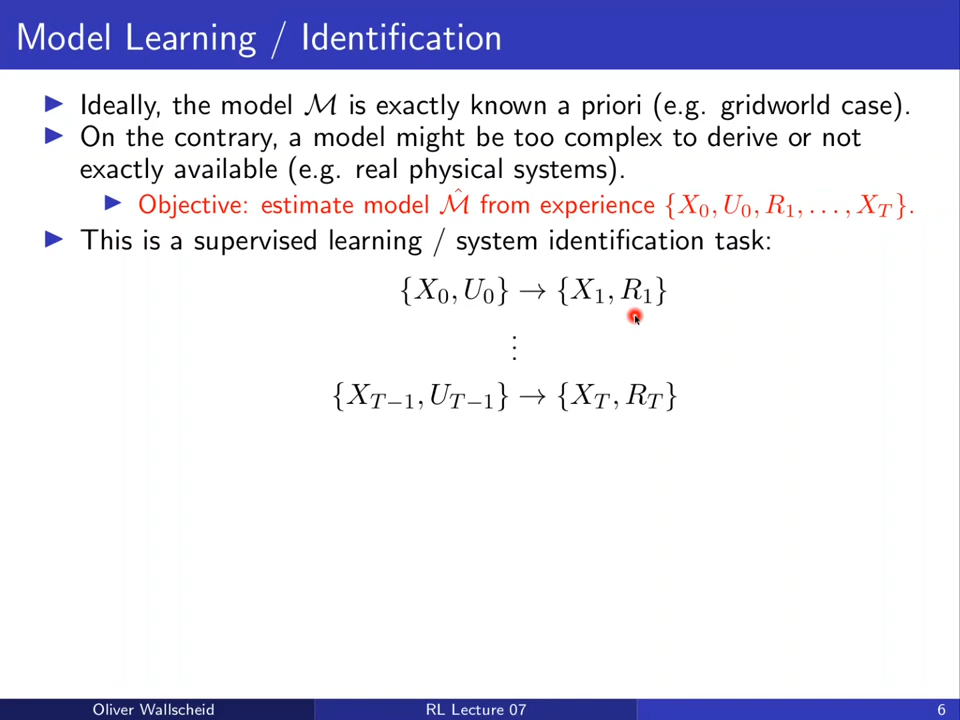 Model Learning / Identification
Ideally, the model ℳ is exactly known a priori (e.g. gridworld case).
On the contrary, a model might be too complex to derive or not
exactly available (e.g. real physical systems).
Objective: estimate model ℳ̂ from experience {X₀, U₀, R₁, . . . , X_T}.
This is a supervised learning / system identification task:
{X₀, U₀} → {X₁, R₁}
⋮
{X_{T−1}, U_{T−1}} → {X_T, R_T}
Oliver Wallscheid RL Lecture 07 6